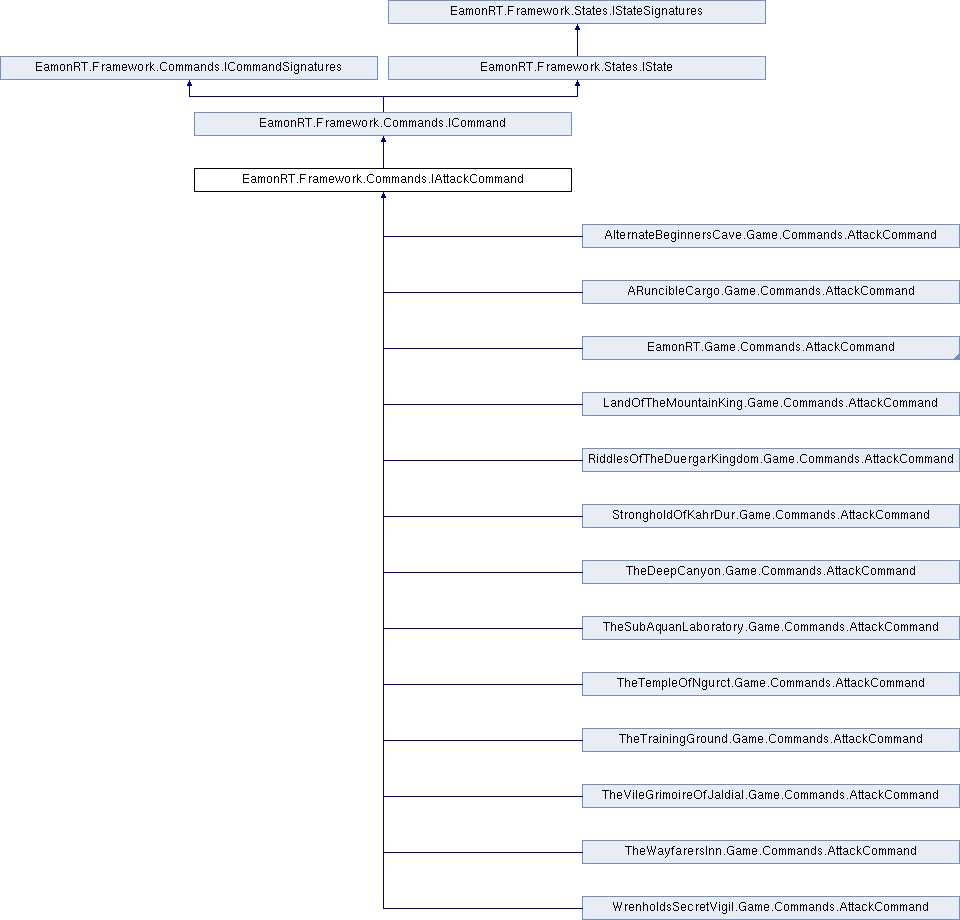 EamonRT.Framework.States.IStateSignatures
EamonRT.Framework.Commands.ICommandSignatures
EamonRT.Framework.States.IState
EamonRT.Framework.Commands.ICommand
EamonRT.Framework.Commands.IAttackCommand
AlternateBeginnersCave.Game.Commands.AttackCommand
ARuncibleCargo.Game.Commands.AttackCommand
EamonRT.Game.Commands.AttackCommand
LandOfTheMountainKing.Game.Commands.AttackCommand
RiddlesOfTheDuergarKingdom.Game.Commands.AttackCommand
StrongholdOfKahrDur.Game.Commands.AttackCommand
TheDeepCanyon.Game.Commands.AttackCommand
TheSubAquanLaboratory.Game.Commands.AttackCommand
TheTempleOfNgurct.Game.Commands.AttackCommand
TheTrainingGround.Game.Commands.AttackCommand
TheVileGrimoireOfJaldial.Game.Commands.AttackCommand
TheWayfarersInn.Game.Commands.AttackCommand
WrenholdsSecretVigil.Game.Commands.AttackCommand